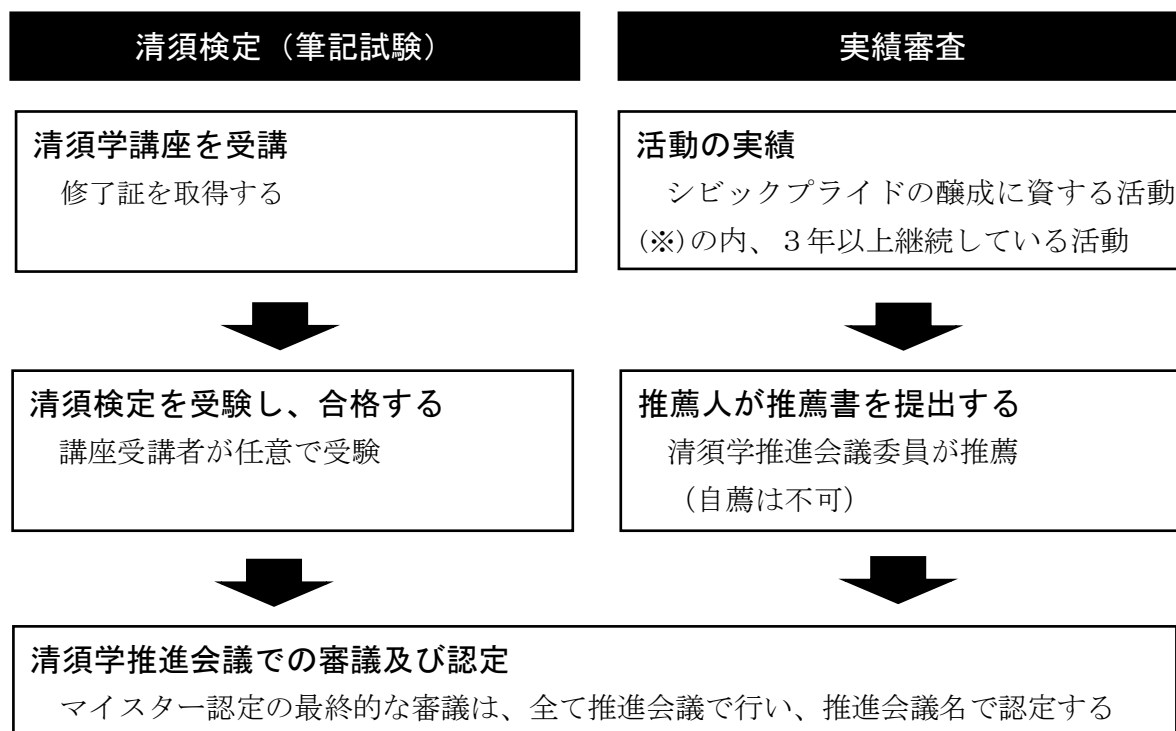 清須検定（筆記試験）
清須学講座を受講
修了証を取得する
清須検定を受験し、合格する
講座受講者が任意で受験
実績審査
活動の実績
シビックプライドの醸成に資する活動
(※)の内、３年以上継続している活動
推薦人が推薦書を提出する
清須学推進会議委員が推薦
（自薦は不可）
清須学推進会議での審議及び認定
マイスター認定の最終的な審議は、全て推進会議で行い、推進会議名で認定する